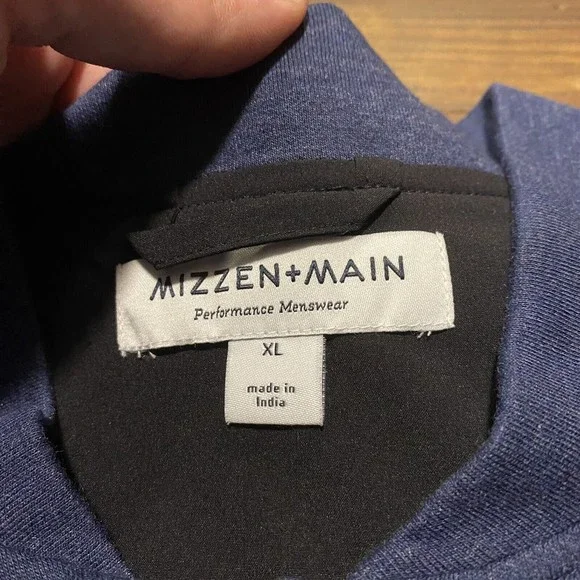 MIZZEN+MAIN
Performance Menswear
XL
made in
India